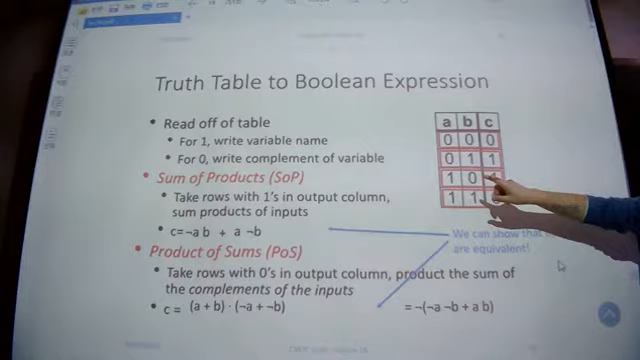 Truth Table to Boolean Expression
• Read off of table
• For 1, write variable name
• For 0, write complement of variable
• Sum of Products (SoP)
• Take rows with 1's in output column,
sum products of inputs
• c=¬a b + a ¬b
• Product of Sums (PoS)
• Take rows with 0's in output column, product the sum of
the complements of the inputs
• c = (a + b) · (¬a + ¬b)
= ¬(¬a ¬b + a b)
a b c
0 0 0
0 1 1
1 0
1 1
We can show that
are equivalent!